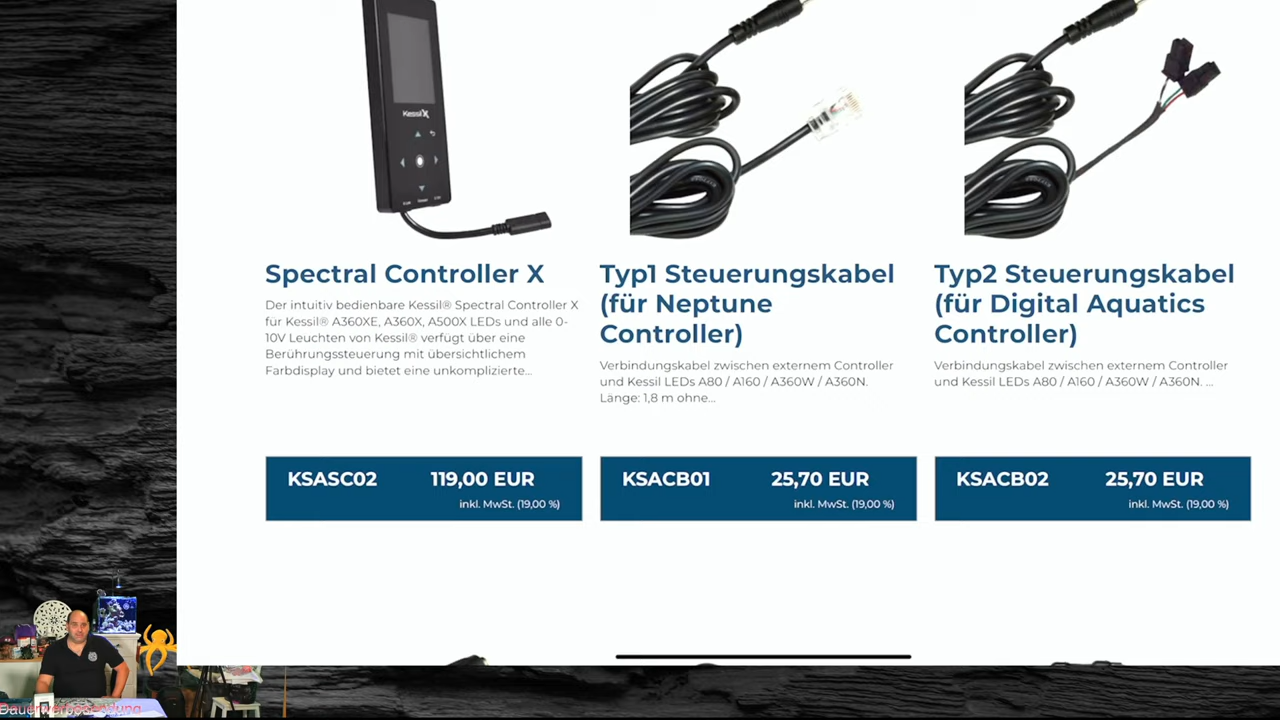 Kessil X
Spectral Controller X
Der intuitiv bedienbare Kessil® Spectral Controller X
für Kessil® A360XE, A360X, A500X LEDs und alle 0-
10V Leuchten von Kessil® verfügt über eine
Berührungssteuerung mit übersichtlichem
Farbdisplay und bietet eine unkomplizierte...
KSASC02 119,00 EUR
inkl. MwSt. (19,00 %)
Typ1 Steuerungskabel
(für Neptune
Controller)
Verbindungskabel zwischen externem Controller
und Kessil LEDs A80 / A160 / A360W / A360N.
Länge: 1,8 m ohne...
KSACB01 25,70 EUR
inkl. MwSt. (19,00 %)
Typ2 Steuerungskabel
(für Digital Aquatics
Controller)
Verbindungskabel zwischen externem Controller
und Kessil LEDs A80 / A160 / A360W / A360N. ...
KSACB02 25,70 EUR
inkl. MwSt. (19,00 %)